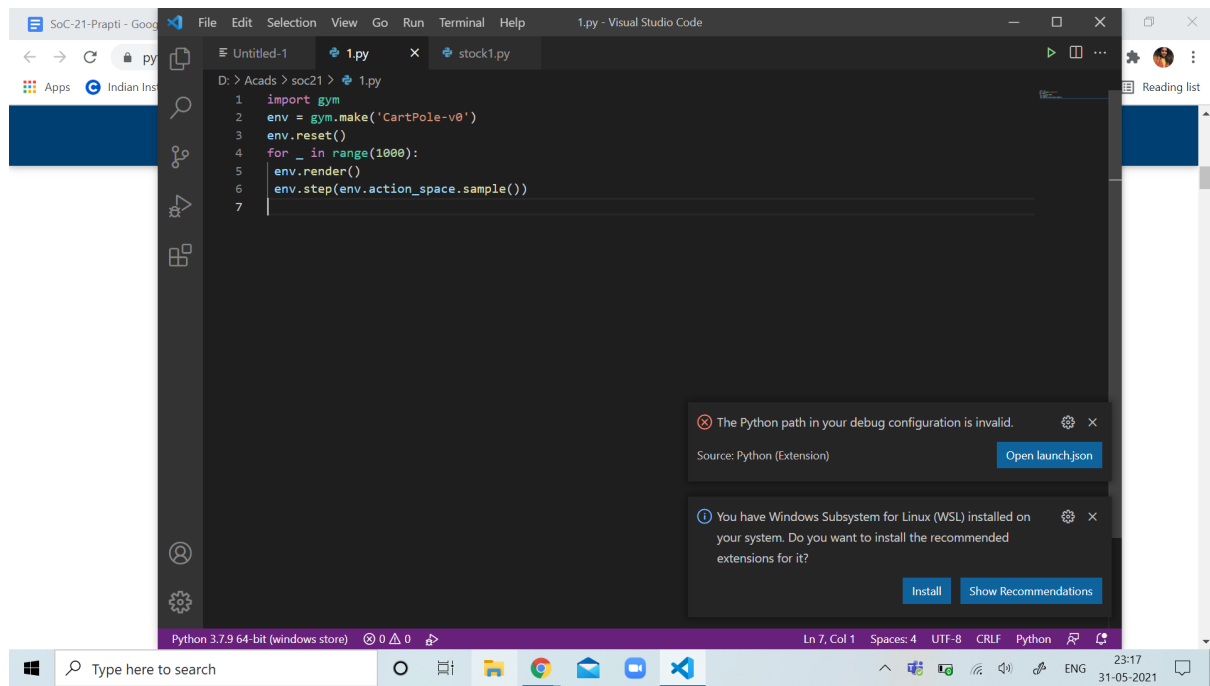 SoC-21-Prapti - Goog
File Edit Selection View Go Run Terminal Help 1.py - Visual Studio Code
Untitled-1 1.py stock1.py
py
Apps Indian Inst Reading list
D: > Acads > soc21 > 1.py
1 import gym
2 env = gym.make('CartPole-v0')
3 env.reset()
4 for _ in range(1000):
5 env.render()
6 env.step(env.action_space.sample())
7
The Python path in your debug configuration is invalid.
Source: Python (Extension) Open launch.json
You have Windows Subsystem for Linux (WSL) installed on
your system. Do you want to install the recommended
extensions for it?
Install Show Recommendations
Python 3.7.9 64-bit (windows store) 0 0 Ln 7, Col 1 Spaces: 4 UTF-8 CRLF Python
Type here to search ENG 23:17
31-05-2021